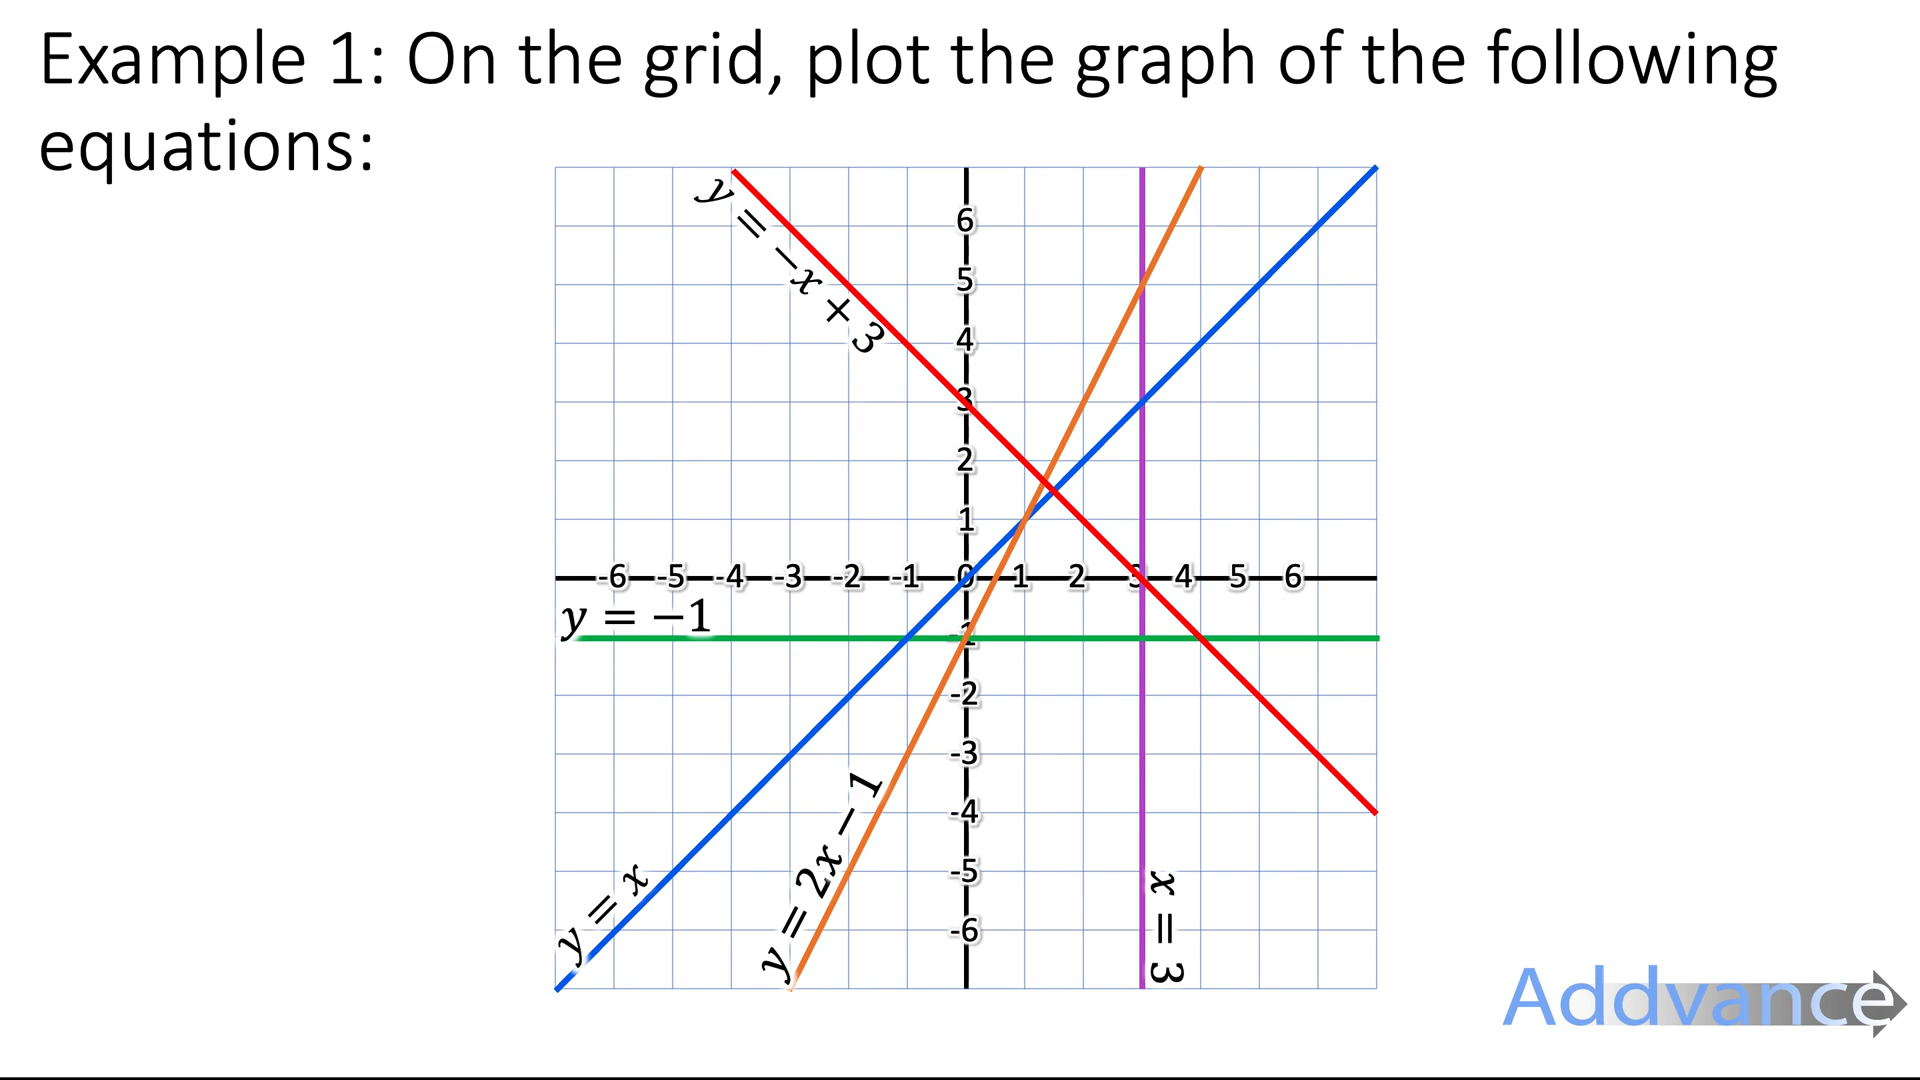 Example 1: On the grid, plot the graph of the following
equations:
y = −x + 3
6
5
4
3
2
1
-6 -5 -4 -3 -2 -1 0 1 2 3 4 5 6
y = −1
-1
-2
-3
-4
-5
-6
y = x
y = 2x − 1
x = 3
Addvance